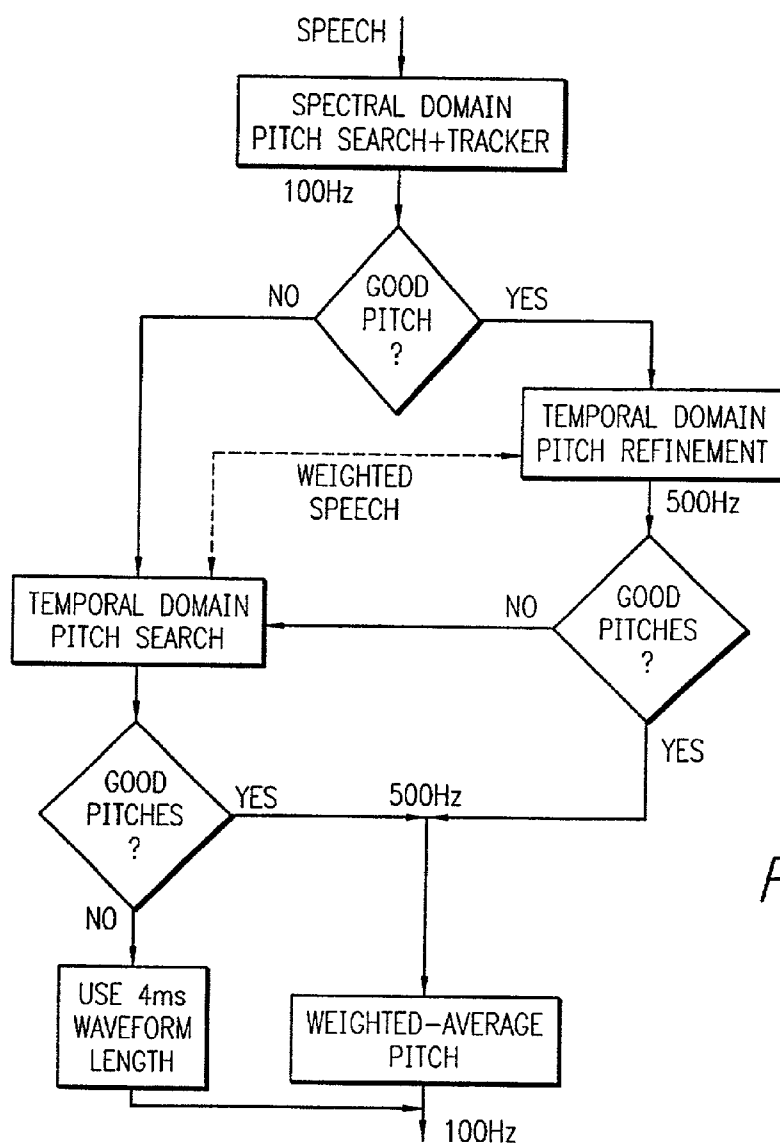 SPEECH
SPECTRAL DOMAIN
PITCH SEARCH+TRACKER
100Hz
GOOD
PITCH
?
NO
YES
TEMPORAL DOMAIN
PITCH REFINEMENT
WEIGHTED
SPEECH
500Hz
TEMPORAL DOMAIN
PITCH SEARCH
NO
GOOD
PITCHES
?
YES
GOOD
PITCHES
?
YES
500Hz
NO
USE 4ms
WAVEFORM
LENGTH
WEIGHTED-AVERAGE
PITCH
100Hz